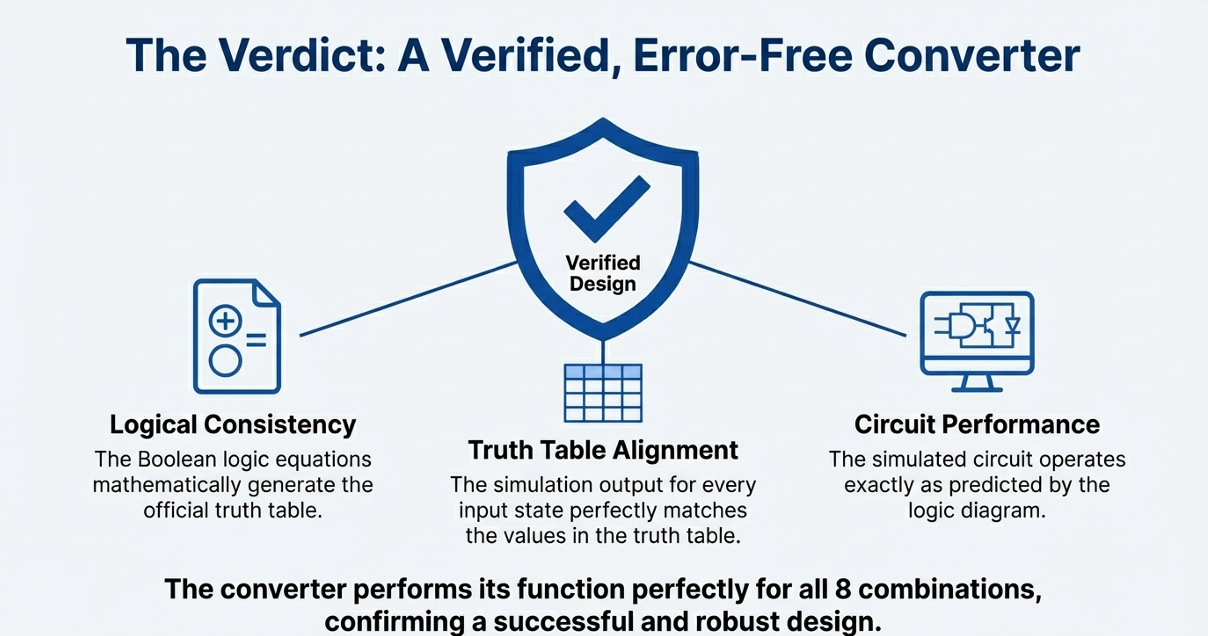 The Verdict: A Verified, Error-Free Converter
Verified
Design
Logical Consistency
The Boolean logic equations
mathematically generate the
official truth table.
Truth Table Alignment
The simulation output for every
input state perfectly matches
the values in the truth table.
Circuit Performance
The simulated circuit operates
exactly as predicted by the
logic diagram.
The converter performs its function perfectly for all 8 combinations,
confirming a successful and robust design.